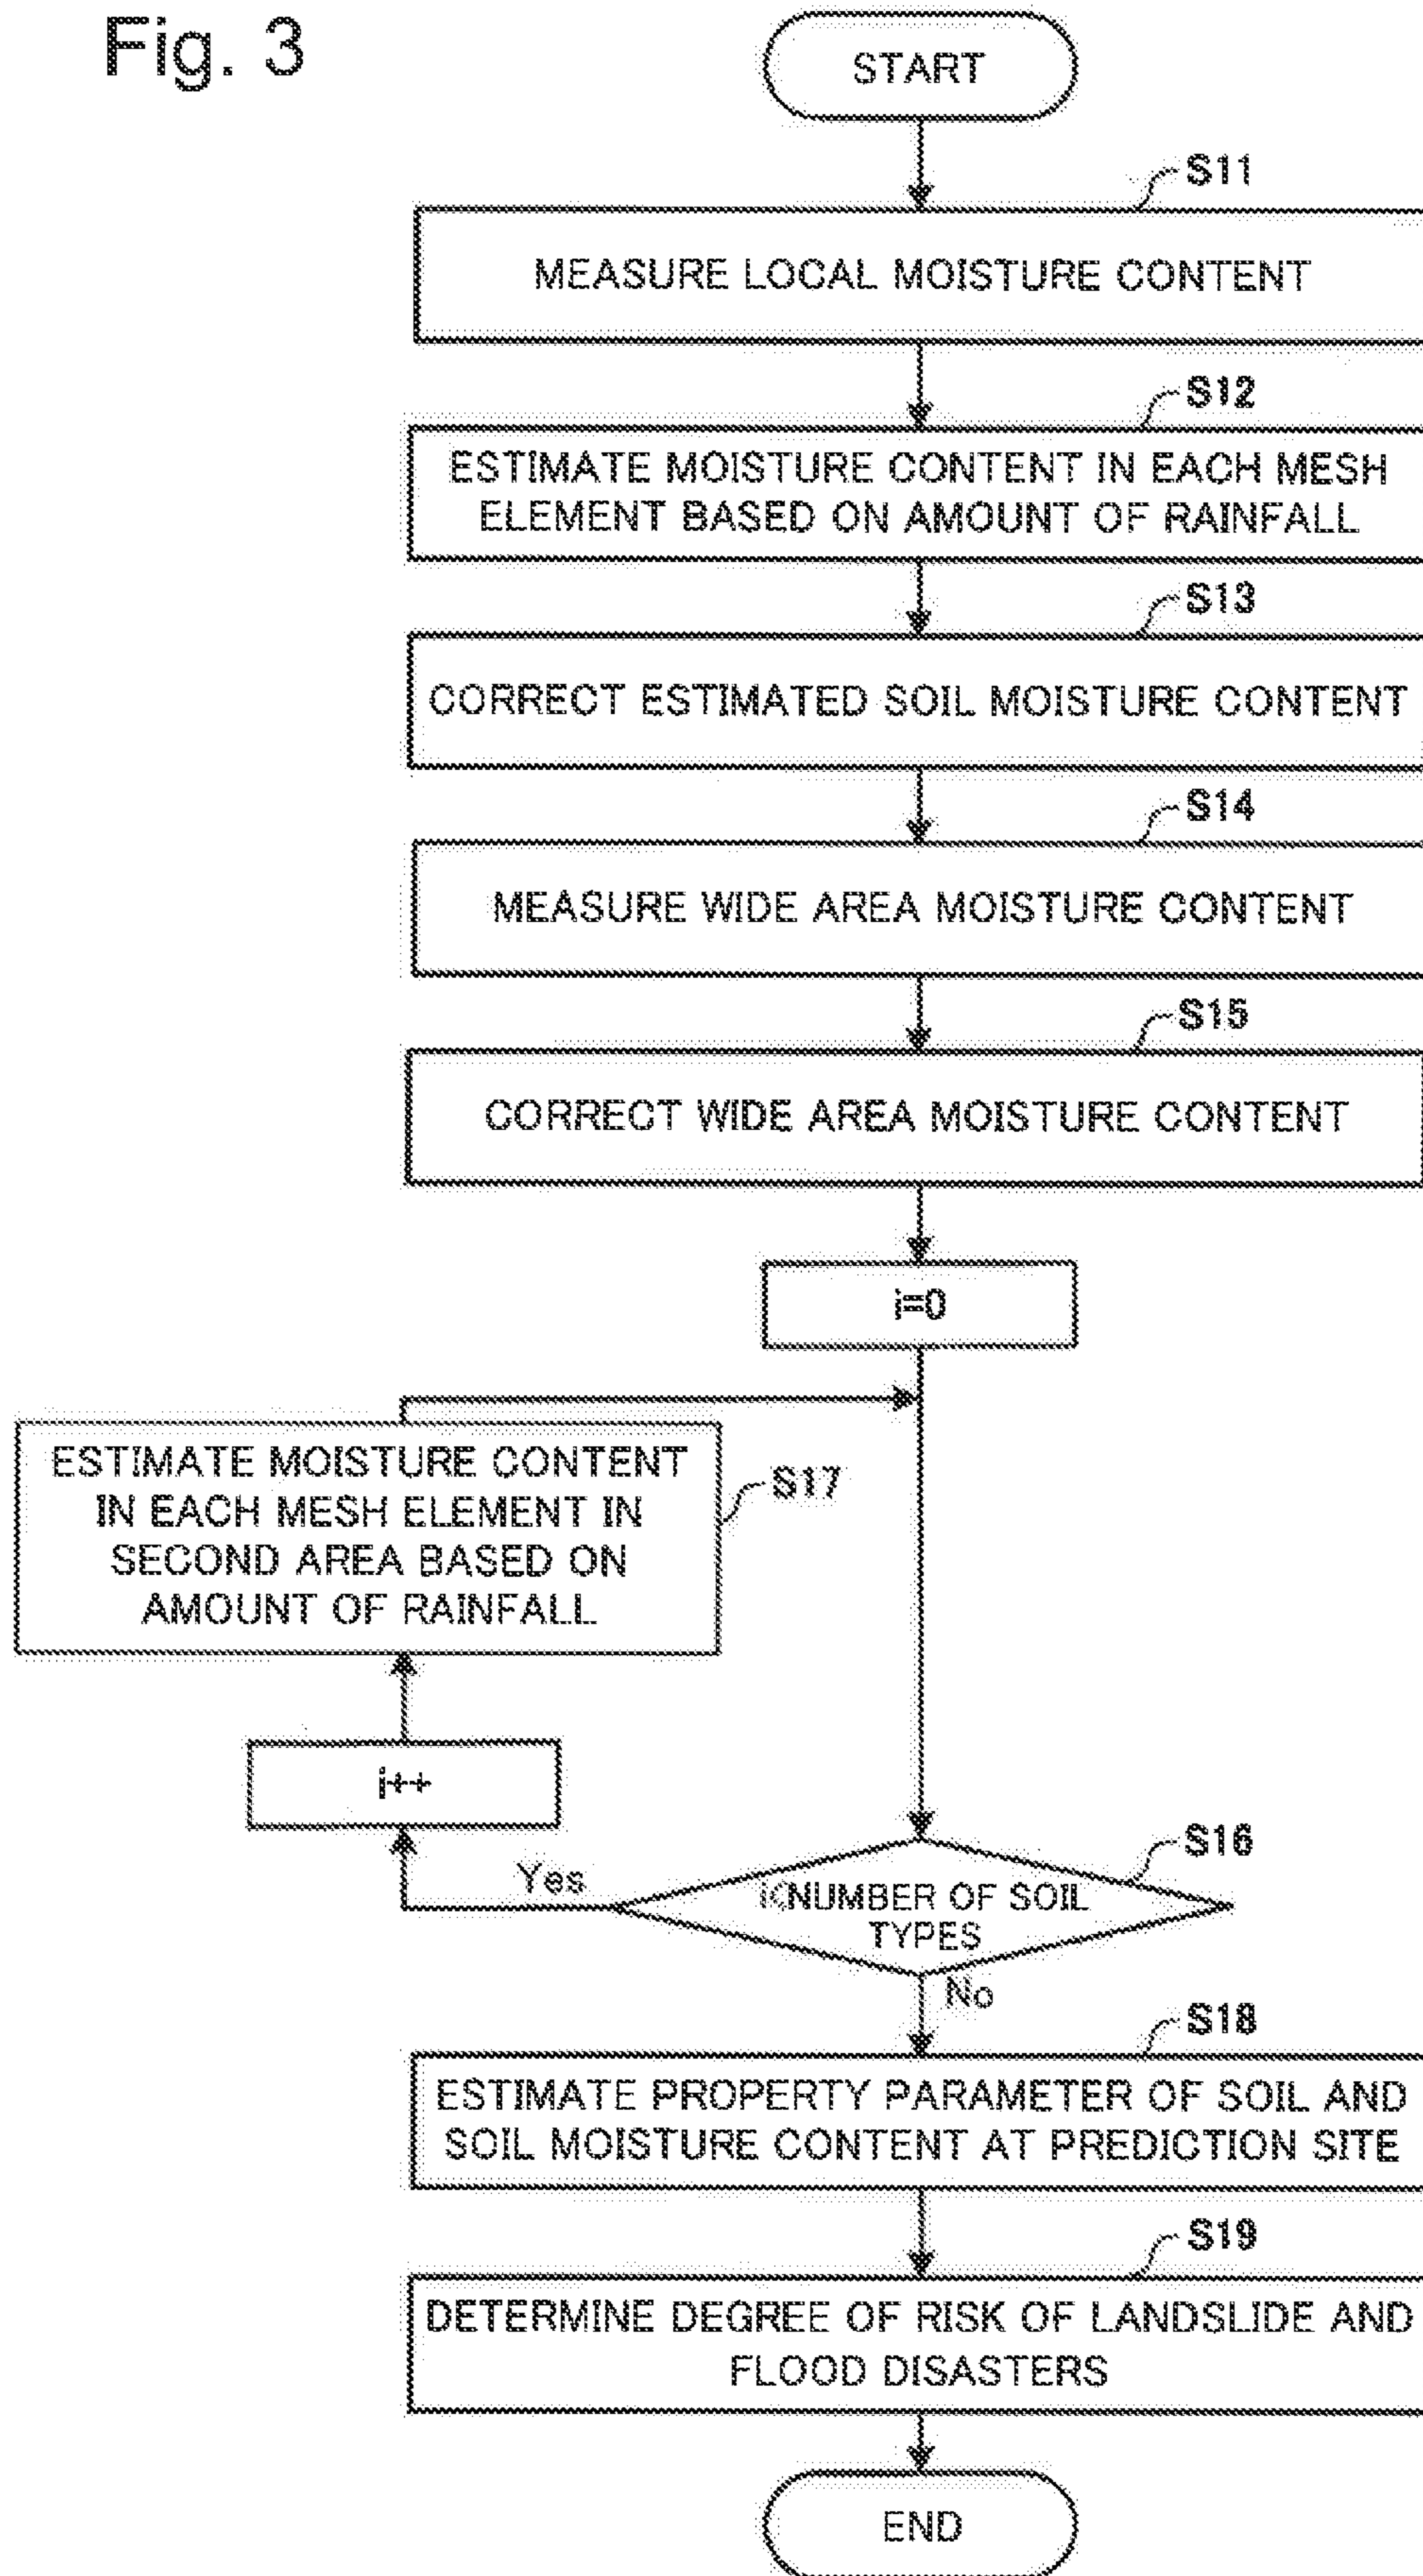 Fig. 3
START
S11
MEASURE LOCAL MOISTURE CONTENT
S12
ESTIMATE MOISTURE CONTENT IN EACH MESH
ELEMENT BASED ON AMOUNT OF RAINFALL
S13
CORRECT ESTIMATED SOIL MOISTURE CONTENT
S14
MEASURE WIDE AREA MOISTURE CONTENT
S15
CORRECT WIDE AREA MOISTURE CONTENT
i=0
ESTIMATE MOISTURE CONTENT
IN EACH MESH ELEMENT IN
SECOND AREA BASED ON
AMOUNT OF RAINFALL
S17
i++
Yes
S16
i<NUMBER OF SOIL
TYPES
No
S18
ESTIMATE PROPERTY PARAMETER OF SOIL AND
SOIL MOISTURE CONTENT AT PREDICTION SITE
S19
DETERMINE DEGREE OF RISK OF LANDSLIDE AND
FLOOD DISASTERS
END